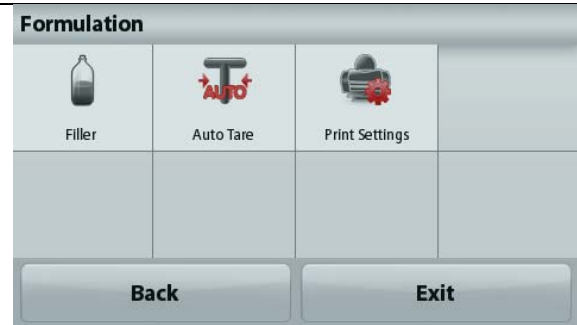 Formulation
AUTO
Filler
Auto Tare
Print Settings
Back
Exit